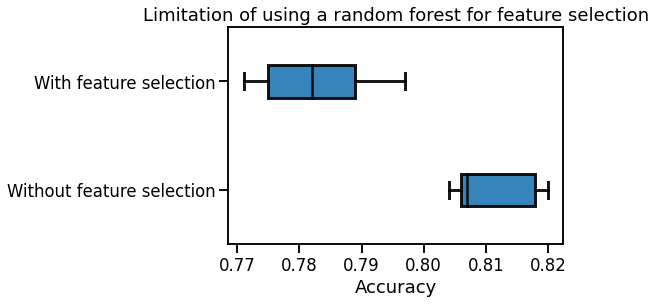 Limitation of using a random forest for feature selection
With feature selection
Without feature selection
0.77 0.78 0.79 0.80 0.81 0.82
Accuracy